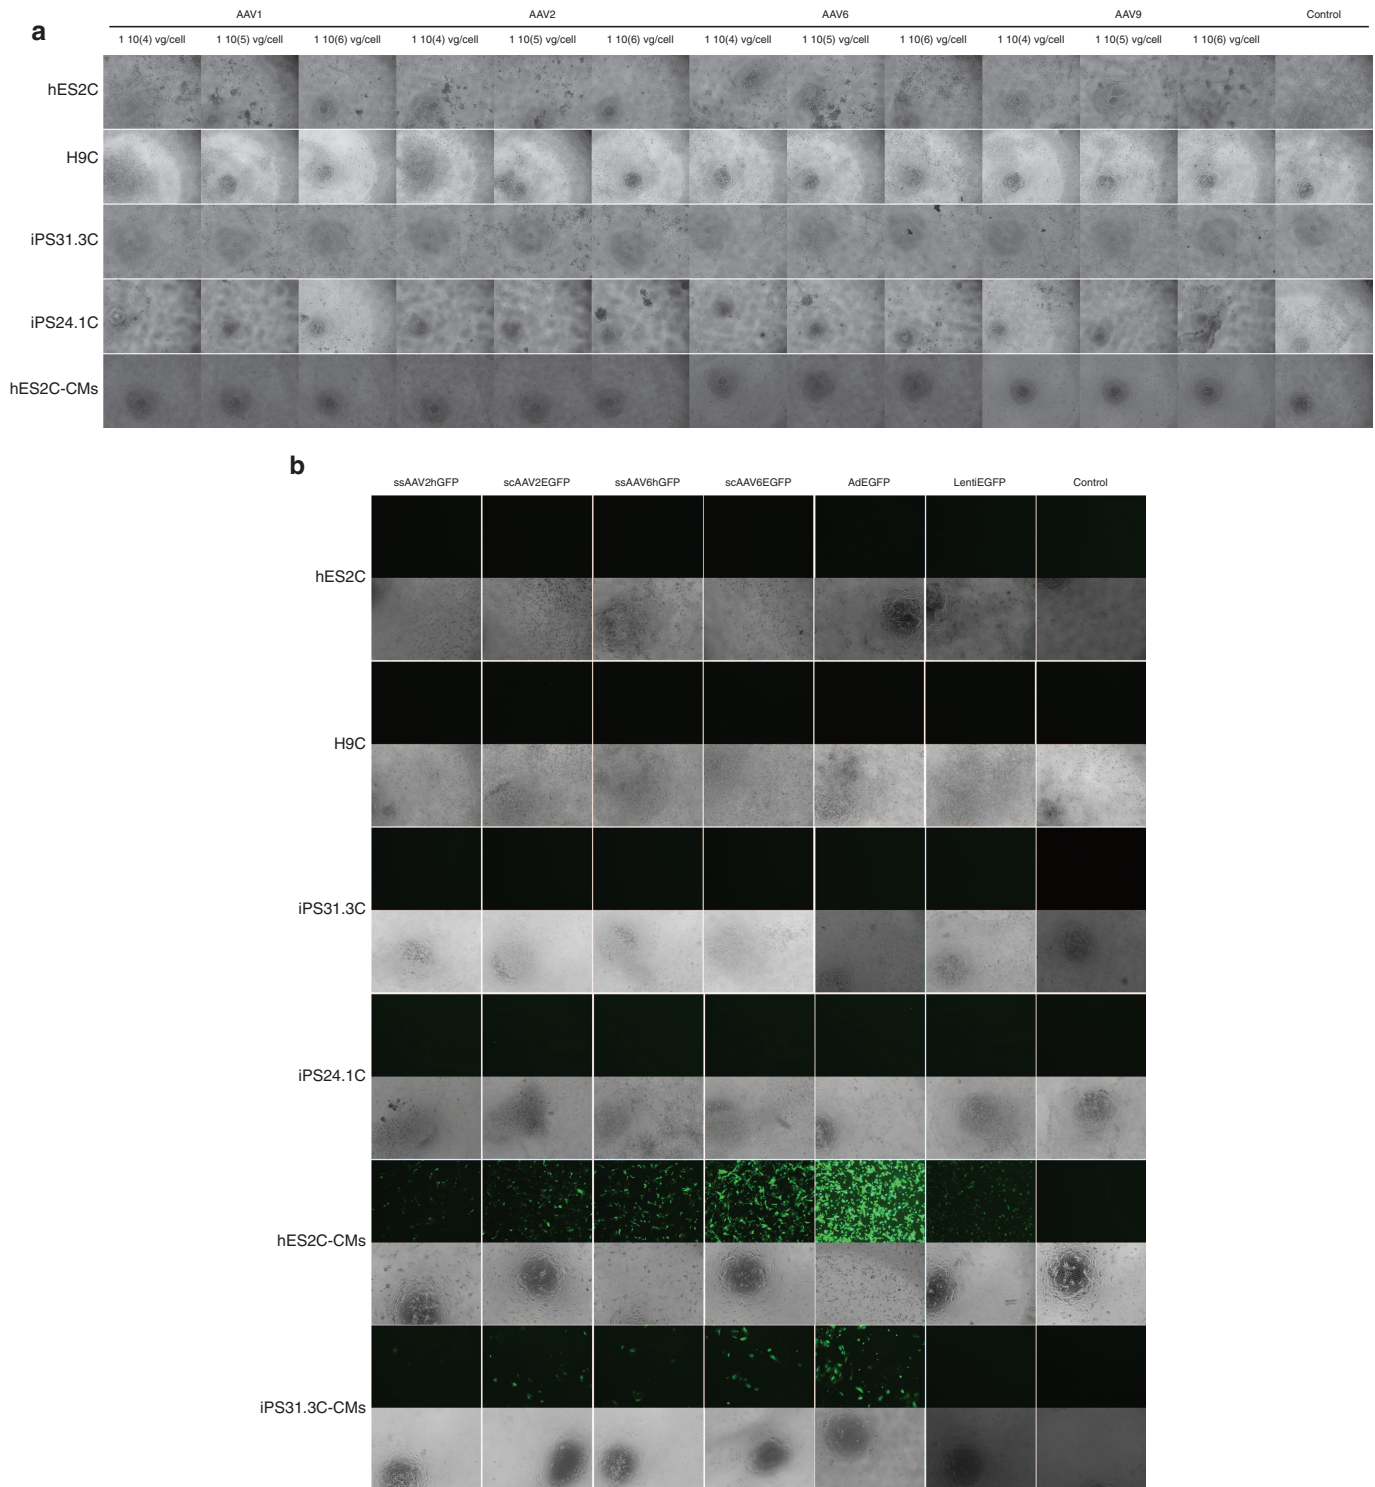 a
AAV1 AAV2 AAV6 AAV9 Control
1 10(4) vg/cell 1 10(5) vg/cell 1 10(6) vg/cell 1 10(4) vg/cell 1 10(5) vg/cell 1 10(6) vg/cell 1 10(4) vg/cell 1 10(5) vg/cell 1 10(6) vg/cell 1 10(4) vg/cell 1 10(5) vg/cell 1 10(6) vg/cell
hES2C
H9C
iPS31.3C
iPS24.1C
hES2C-CMs
b
ssAAV2hGFP scAAV2EGFP ssAAV6hGFP scAAV6EGFP AdEGFP LentiEGFP Control
hES2C
H9C
iPS31.3C
iPS24.1C
hES2C-CMs
iPS31.3C-CMs